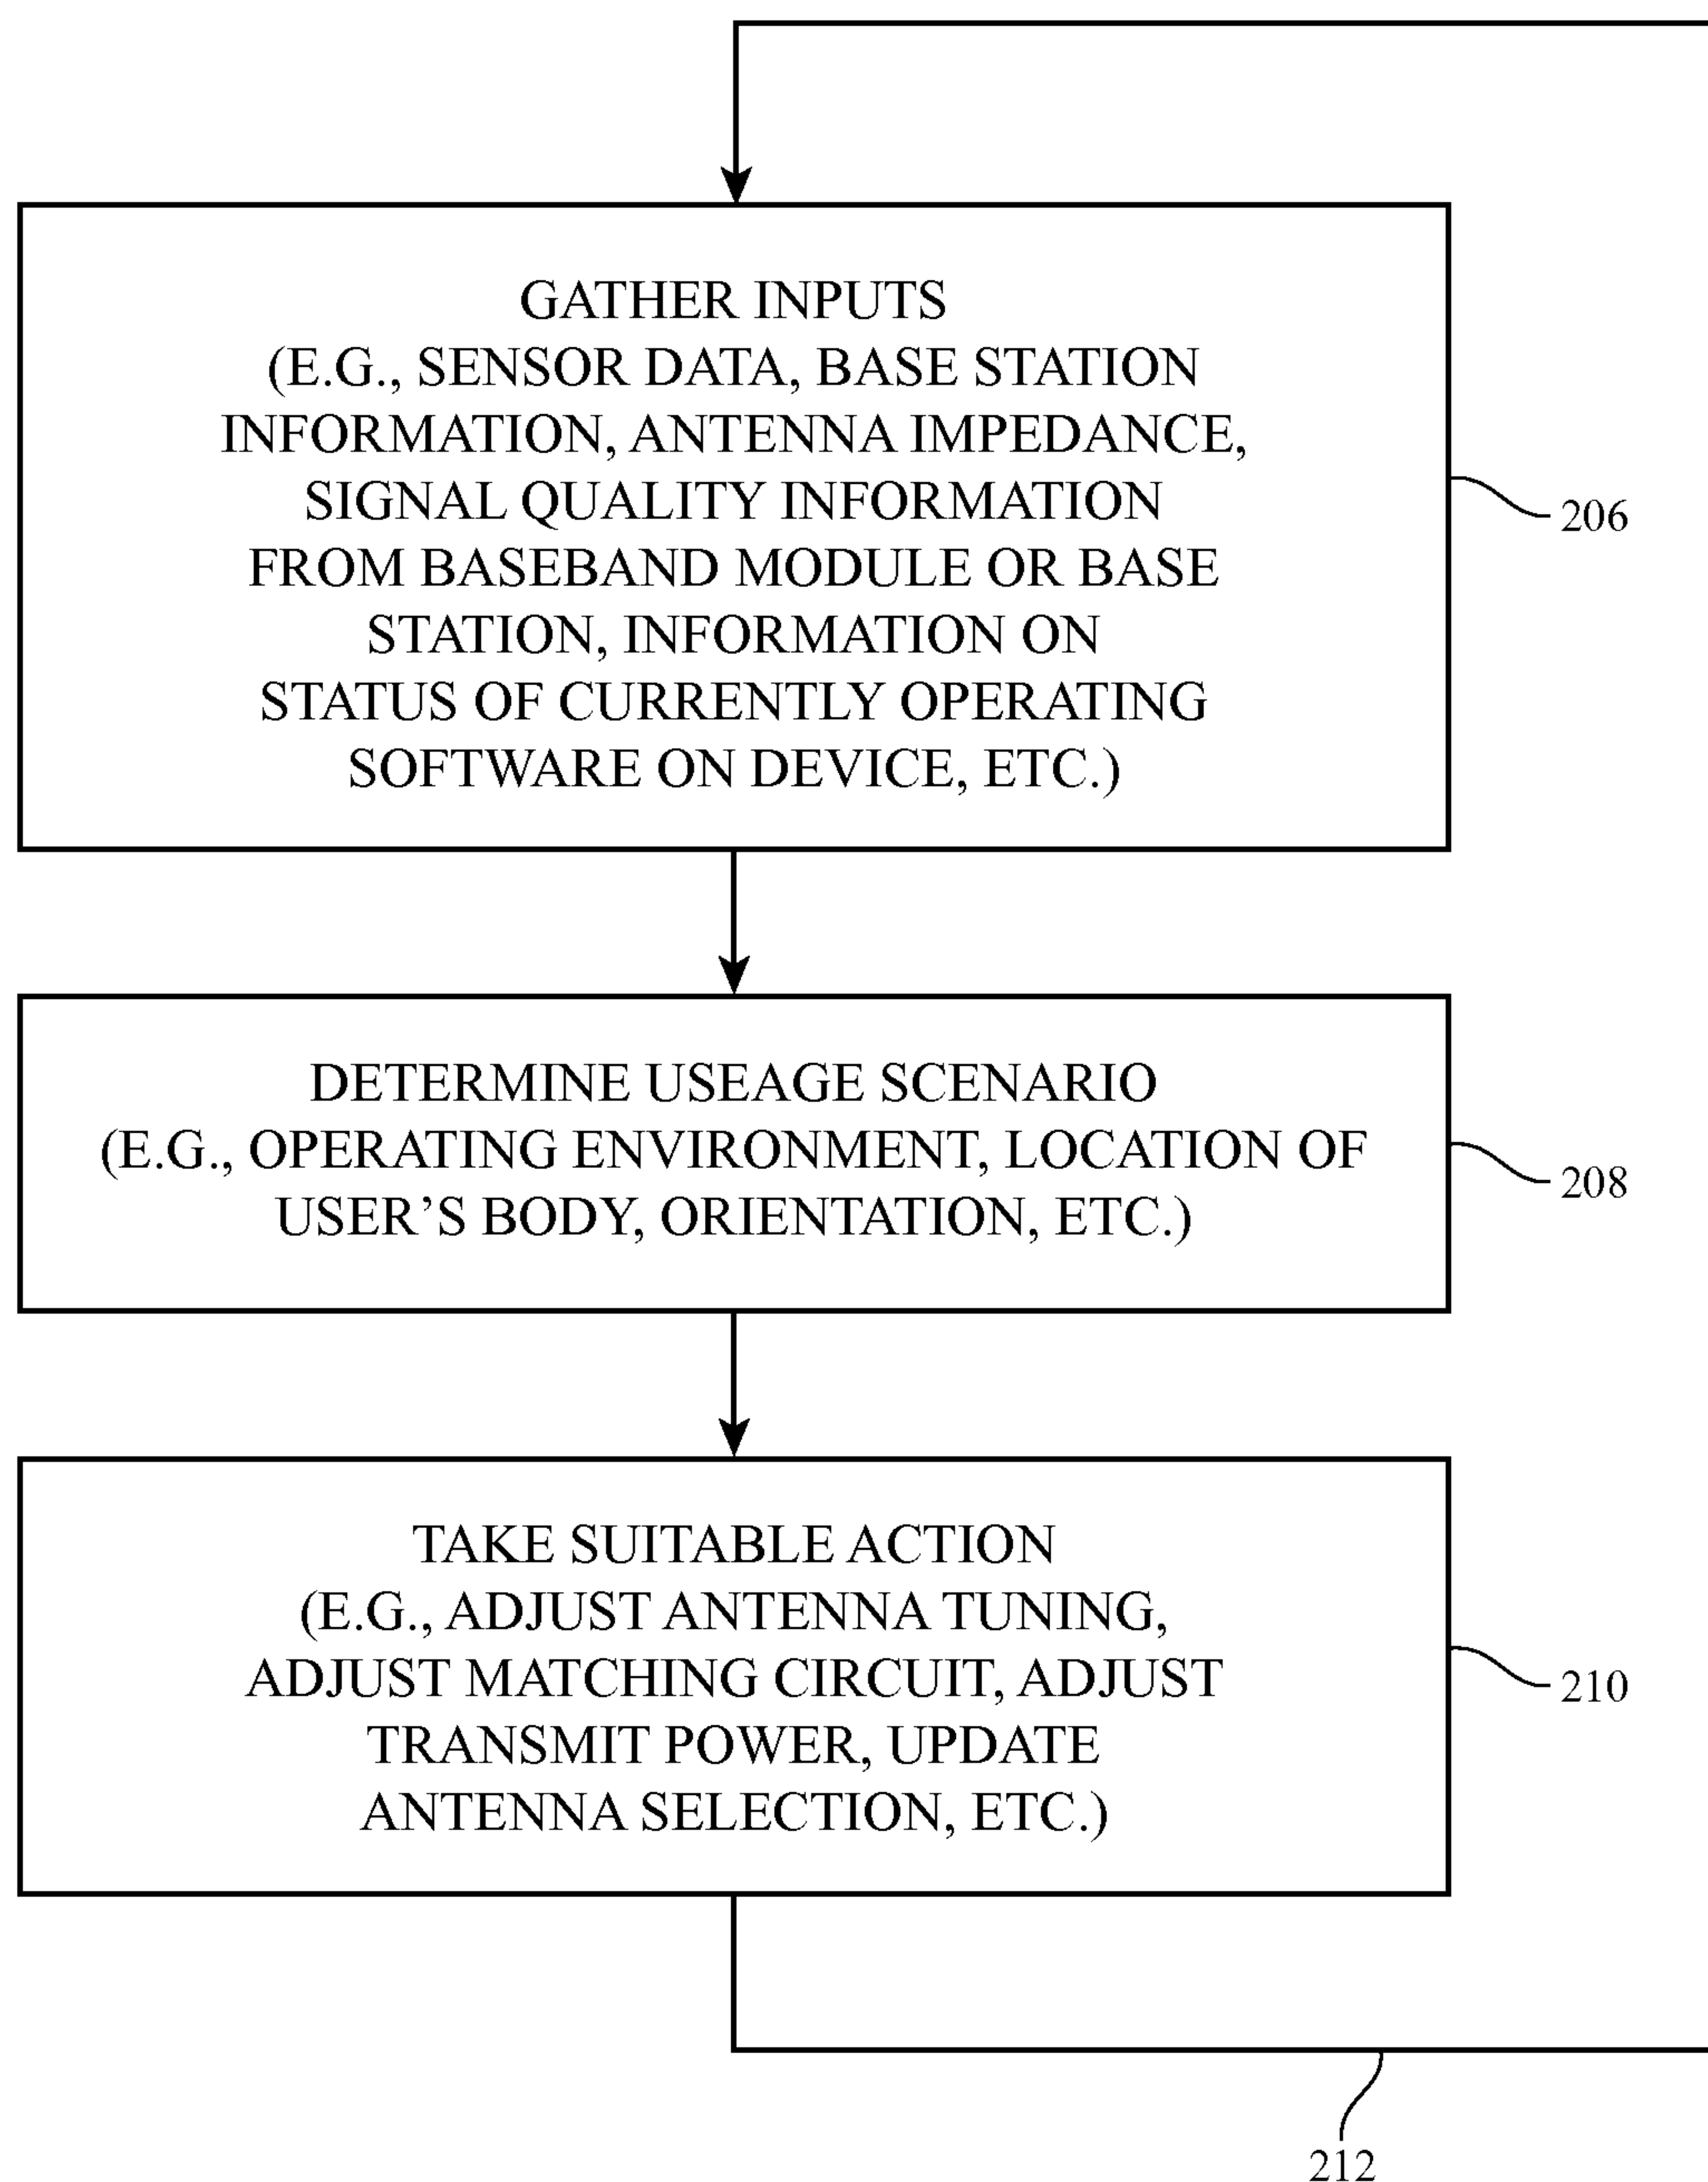 GATHER INPUTS
(E.G., SENSOR DATA, BASE STATION
INFORMATION, ANTENNA IMPEDANCE,
SIGNAL QUALITY INFORMATION
FROM BASEBAND MODULE OR BASE
STATION, INFORMATION ON
STATUS OF CURRENTLY OPERATING
SOFTWARE ON DEVICE, ETC.)
206
DETERMINE USEAGE SCENARIO
(E.G., OPERATING ENVIRONMENT, LOCATION OF
USER’S BODY, ORIENTATION, ETC.)
208
TAKE SUITABLE ACTION
(E.G., ADJUST ANTENNA TUNING,
ADJUST MATCHING CIRCUIT, ADJUST
TRANSMIT POWER, UPDATE
ANTENNA SELECTION, ETC.)
210
212